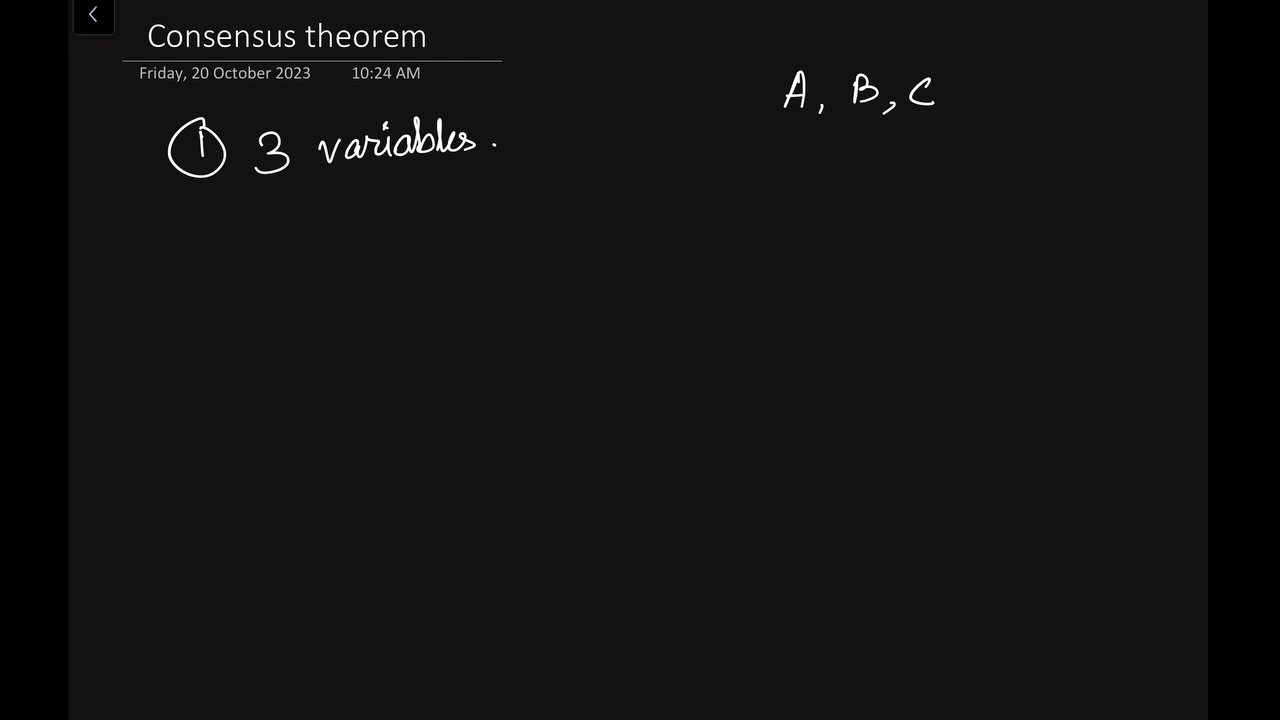 Consensus theorem
Friday, 20 October 2023 10:24 AM
A, B, C
① 3 variables.